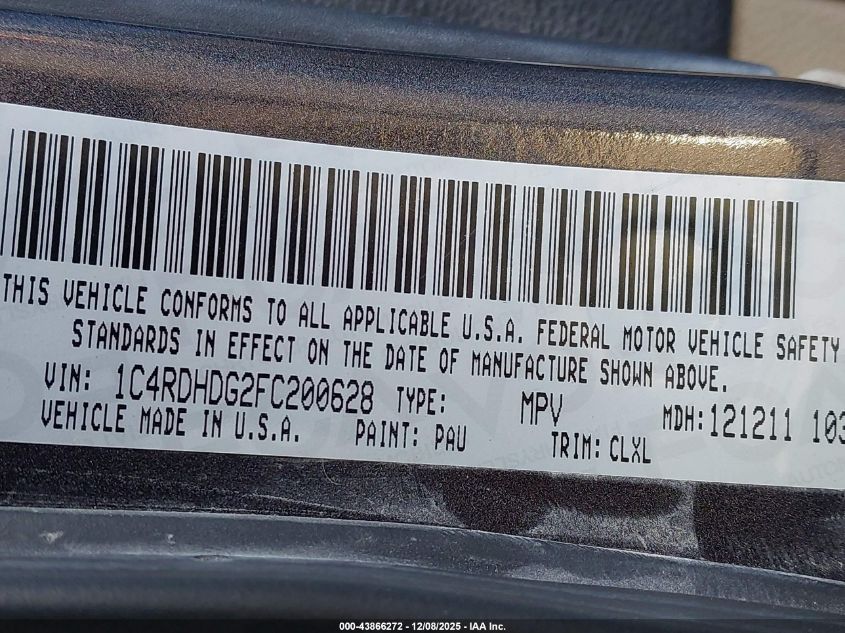 THIS VEHICLE CONFORMS TO ALL APPLICABLE U.S.A. FEDERAL MOTOR VEHICLE SAFETY
STANDARDS IN EFFECT ON THE DATE OF MANUFACTURE SHOWN ABOVE.
VIN: 1C4RDHDG2FC200628 TYPE: MPV MDH:121211 103
VEHICLE MADE IN U.S.A. PAINT: PAU TRIM: CLXL
000-43866272 - 12/08/2025 - IAA Inc.